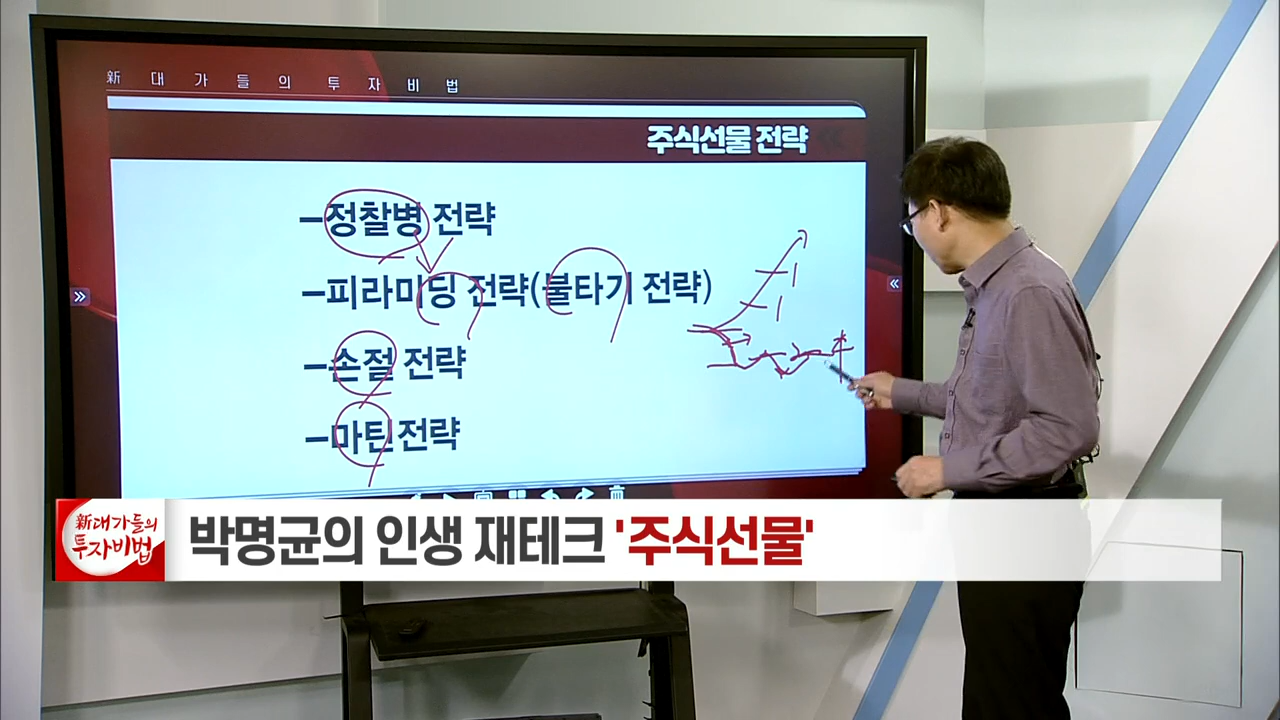 新 대 가 들 의 투 자 비 법
주식선물 전략
-정찰병 전략
-피라미딩 전략(불타기 전략)
-손절 전략
-마틴전략
新대가들의
투자비법
박명균의 인생 재테크 '주식선물'